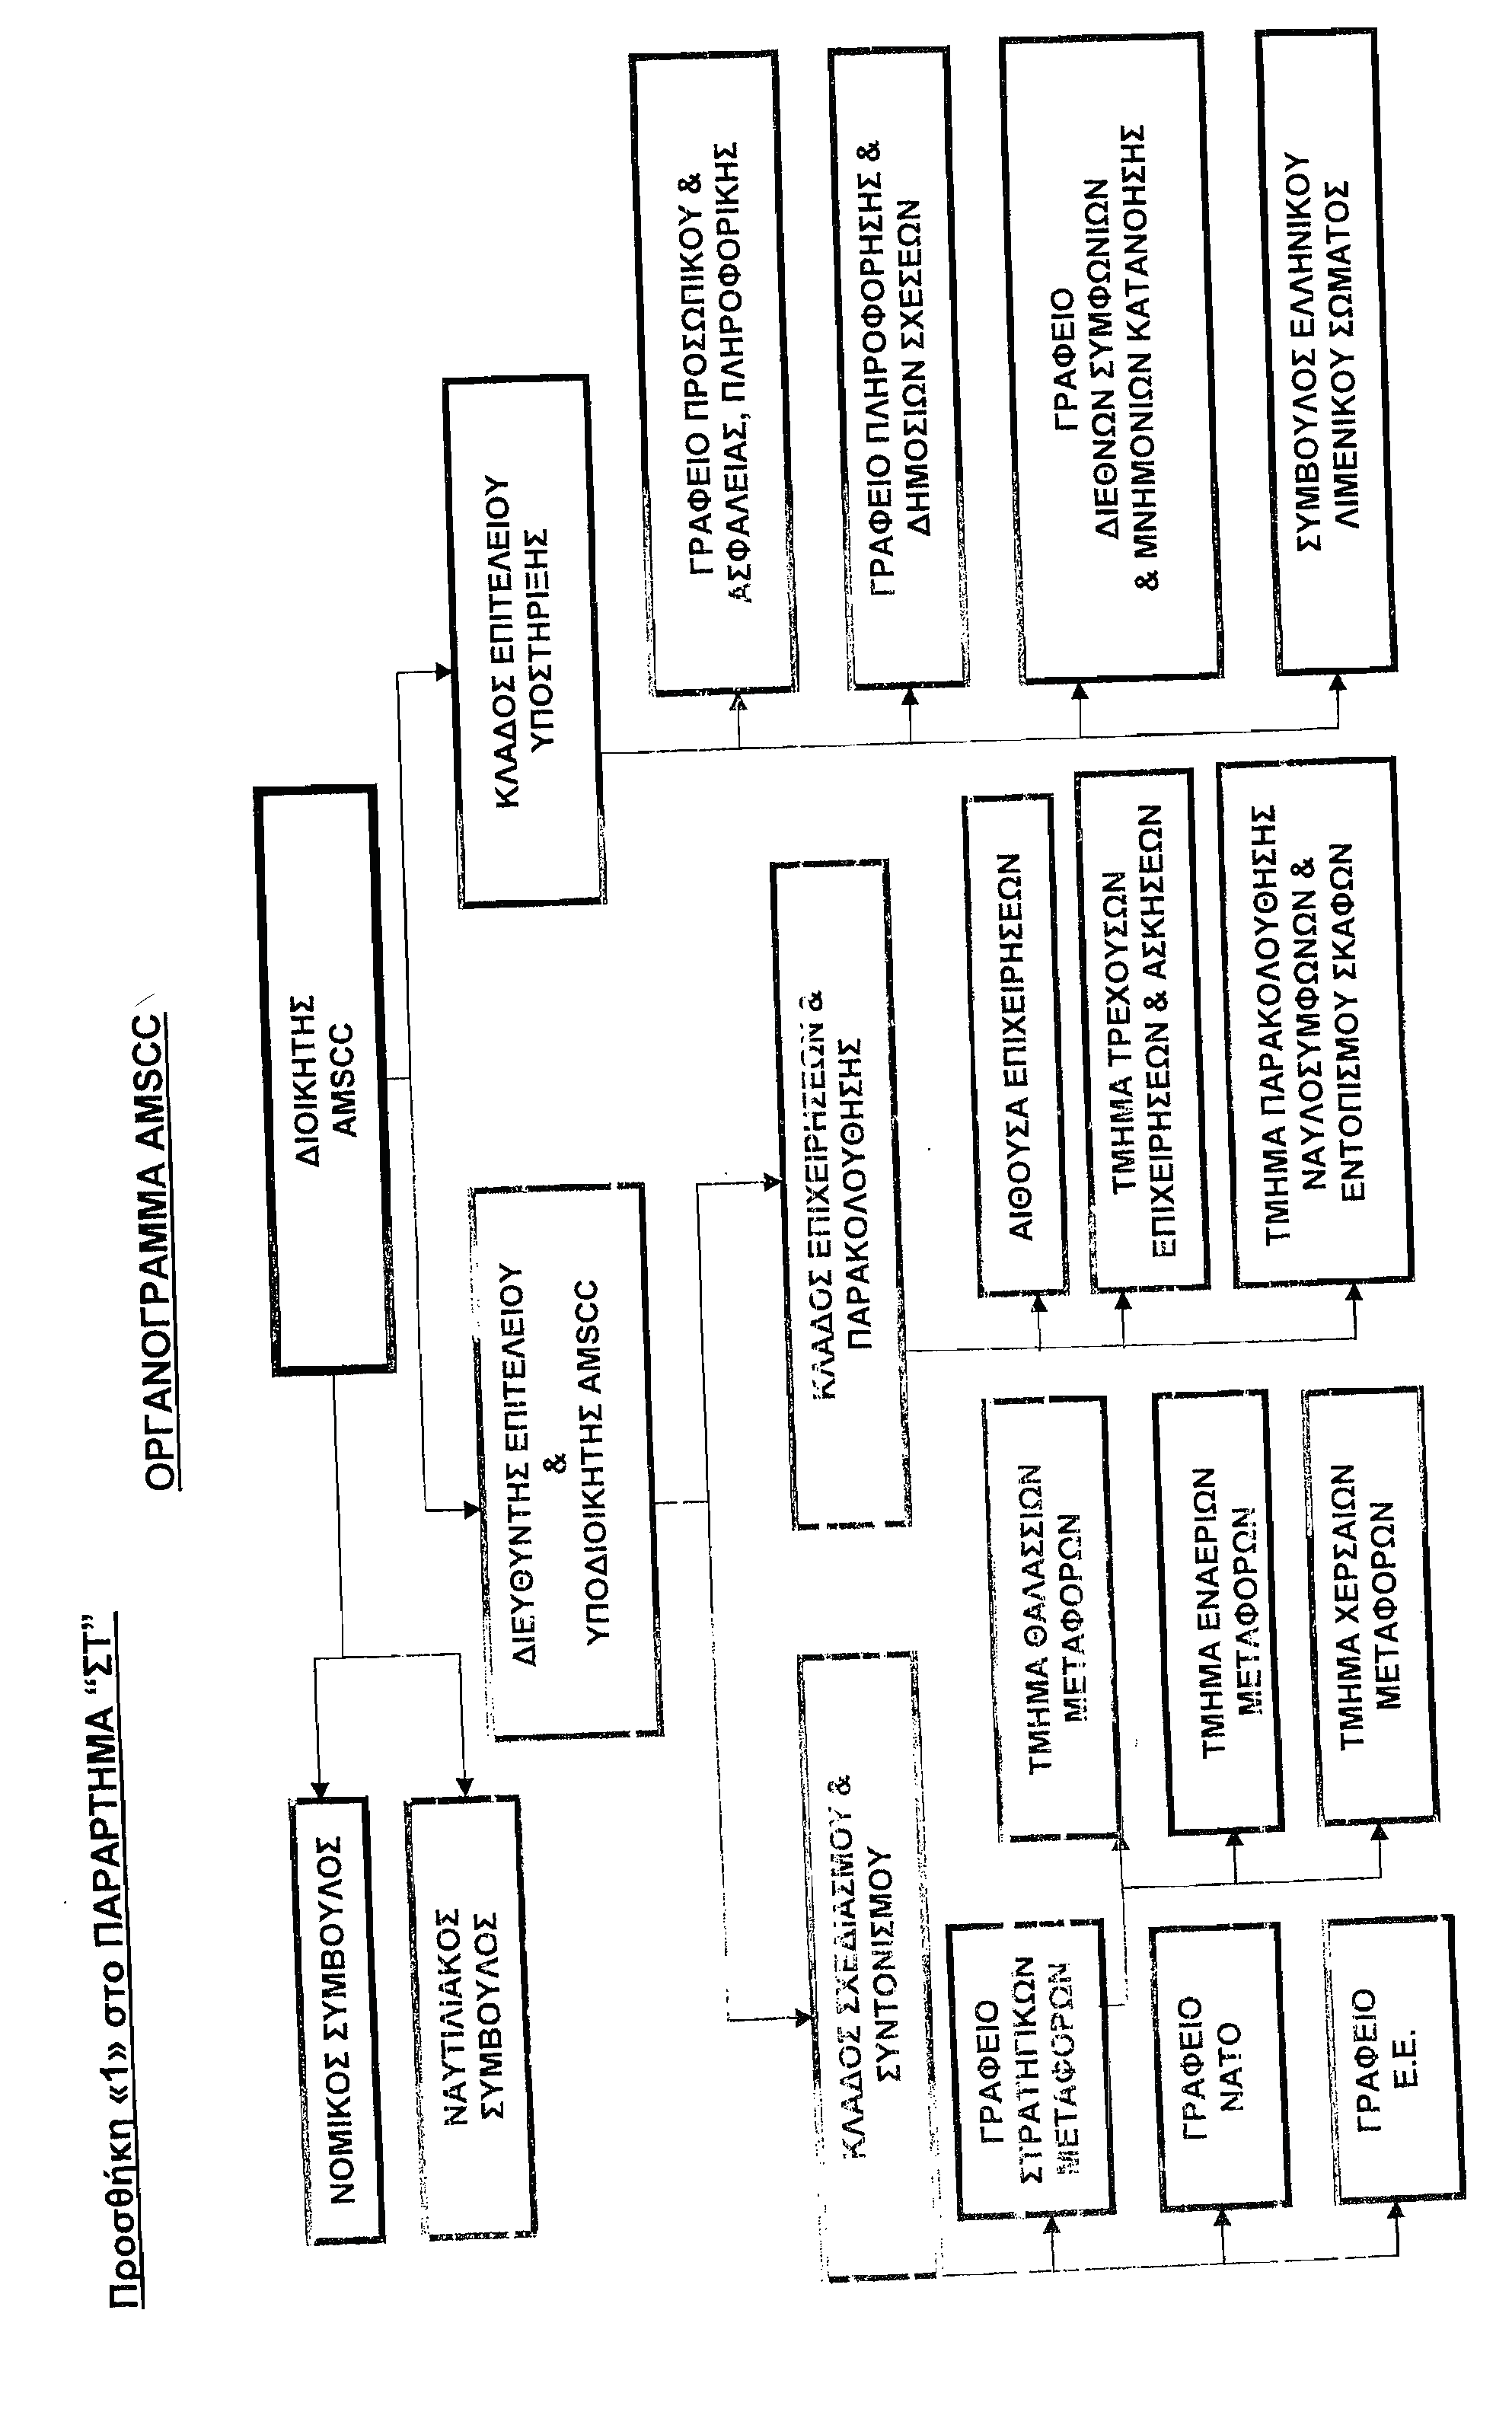 Προσθήκη «1» στο ΠΑΡΑΡΤΗΜΑ “ΣΤ”
ΟΡΓΑΝΟΓΡΑΜΜΑ AMSCC
ΔΙΟΙΚΗΤΗΣ
AMSCC
ΝΟΜΙΚΟΣ ΣΥΜΒΟΥΛΟΣ
ΝΑΥΤΙΛΙΑΚΟΣ
ΣΥΜΒΟΥΛΟΣ
ΔΙΕΥΘΥΝΤΗΣ ΕΠΙΤΕΛΕΙΟΥ
&
ΥΠΟΔΙΟΙΚΗΤΗΣ AMSCC
ΚΛΑΔΟΣ ΕΠΙΤΕΛΕΙΟΥ
ΥΠΟΣΤΗΡΙΞΗΣ
ΚΛΑΔΟΣ ΣΧΕΔΙΑΣΜΟΥ &
ΣΥΝΤΟΝΙΣΜΟΥ
ΚΛΑΔΟΣ ΕΠΙΧΕΙΡΗΣΕΩΝ &
ΠΑΡΑΚΟΛΟΥΘΗΣΗΣ
ΓΡΑΦΕΙΟ
ΣΤΡΑΤΗΓΙΚΩΝ
ΜΕΤΑΦΟΡΩΝ
ΓΡΑΦΕΙΟ
ΝΑΤΟ
ΓΡΑΦΕΙΟ
Ε.Ε.
ΤΜΗΜΑ ΘΑΛΑΣΣΙΩΝ
ΜΕΤΑΦΟΡΩΝ
ΤΜΗΜΑ ΕΝΑΕΡΙΩΝ
ΜΕΤΑΦΟΡΩΝ
ΤΜΗΜΑ ΧΕΡΣΑΙΩΝ
ΜΕΤΑΦΟΡΩΝ
ΑΙΘΟΥΣΑ ΕΠΙΧΕΙΡΗΣΕΩΝ
ΤΜΗΜΑ ΤΡΕΧΟΥΣΩΝ
ΕΠΙΧΕΙΡΗΣΕΩΝ & ΑΣΚΗΣΕΩΝ
ΤΜΗΜΑ ΠΑΡΑΚΟΛΟΥΘΗΣΗΣ
ΝΑΥΛΟΣΥΜΦΩΝΩΝ &
ΕΝΤΟΠΙΣΜΟΥ ΣΚΑΦΩΝ
ΓΡΑΦΕΙΟ ΠΡΟΣΩΠΙΚΟΥ &
ΑΣΦΑΛΕΙΑΣ, ΠΛΗΡΟΦΟΡΙΚΗΣ
ΓΡΑΦΕΙΟ ΠΛΗΡΟΦΟΡΗΣΗΣ &
ΔΗΜΟΣΙΩΝ ΣΧΕΣΕΩΝ
ΓΡΑΦΕΙΟ
ΔΙΕΘΝΩΝ ΣΥΜΦΩΝΙΩΝ
& ΜΝΗΜΟΝΙΩΝ ΚΑΤΑΝΟΗΣΗΣ
ΣΥΜΒΟΥΛΟΣ ΕΛΛΗΝΙΚΟΥ
ΛΙΜΕΝΙΚΟΥ ΣΩΜΑΤΟΣ